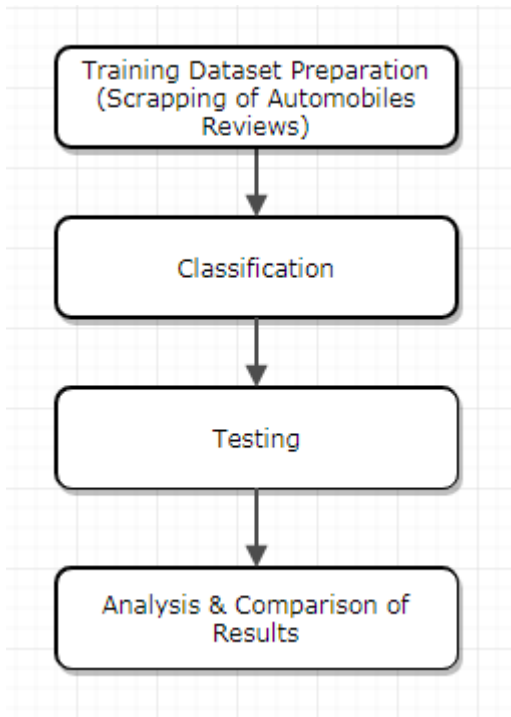 Training Dataset Preparation
(Scrapping of Automobiles
Reviews)
Classification
Testing
Analysis & Comparison of
Results